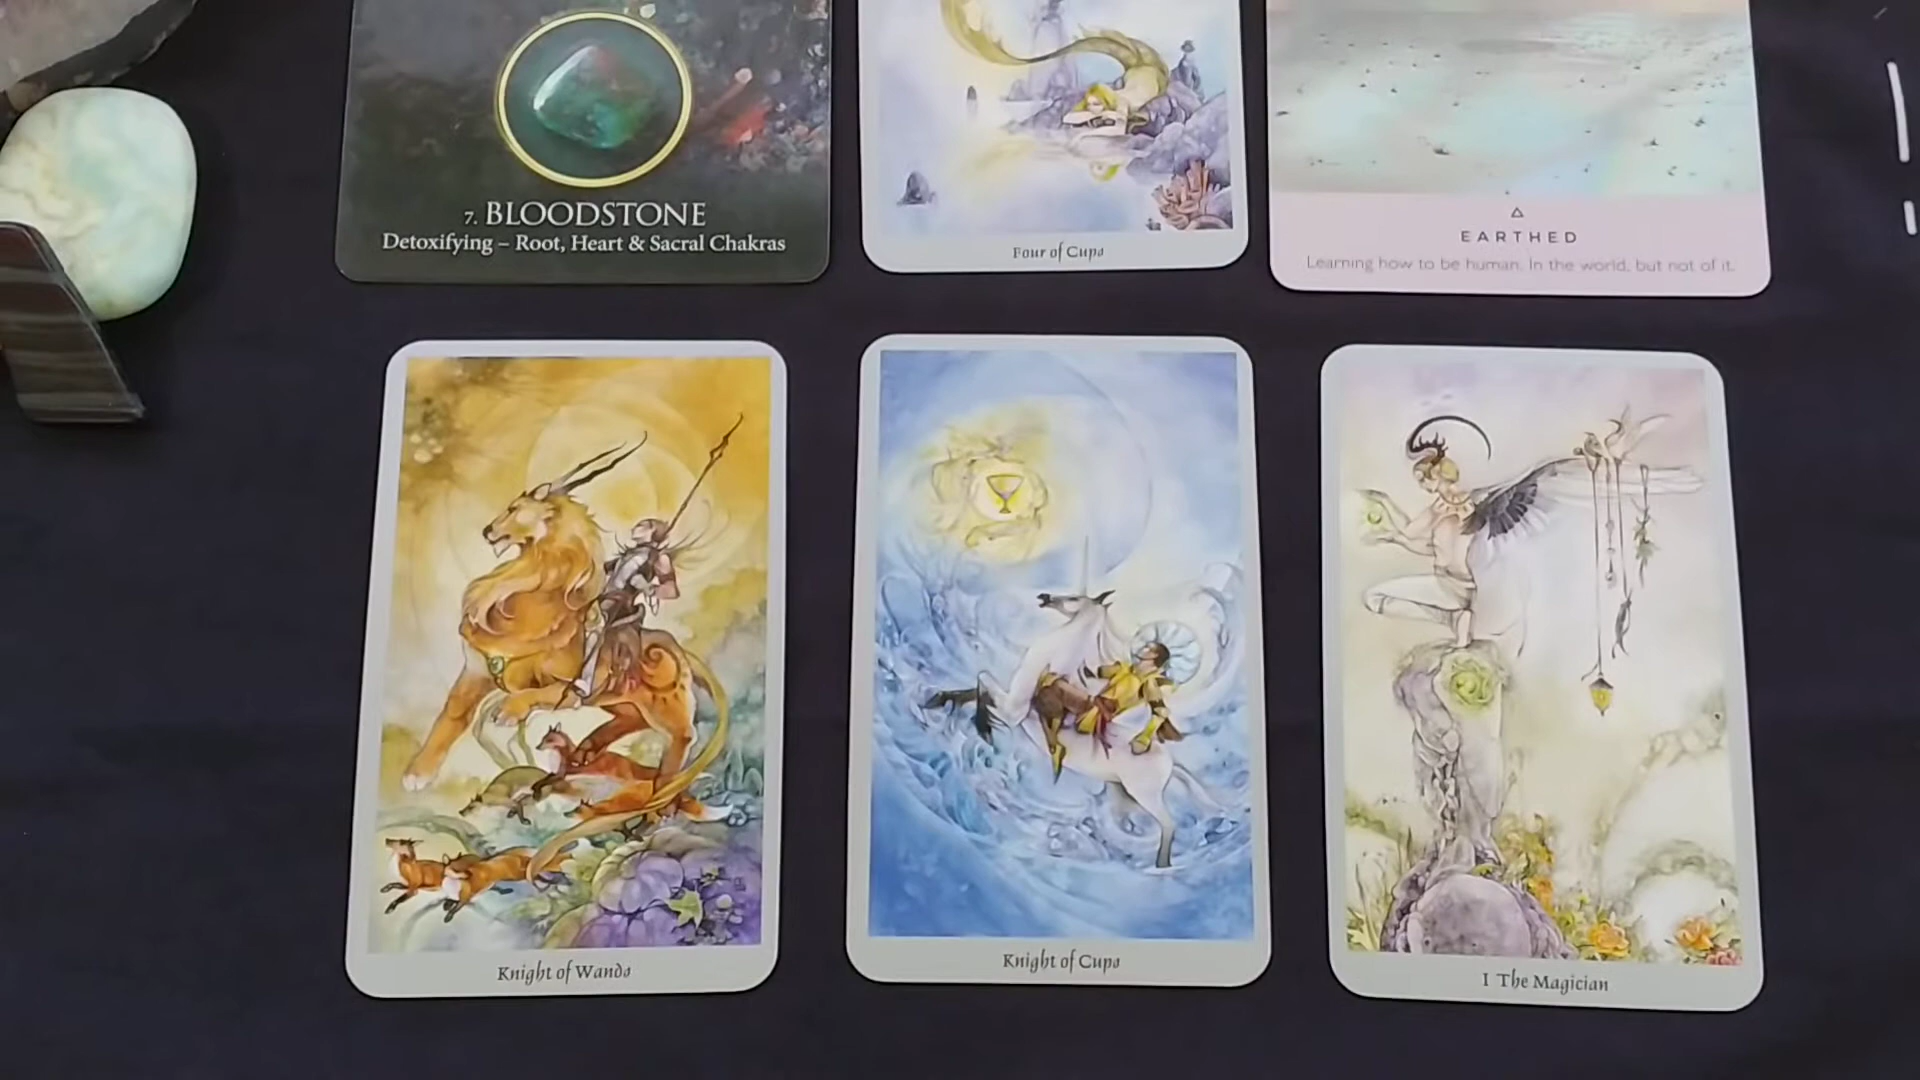 7. BLOODSTONE
Detoxifying – Root, Heart & Sacral Chakras
Four of Cups
EARTHED
Learning how to be human. In the world, but not of it.
Knight of Wands
Knight of Cups
I The Magician